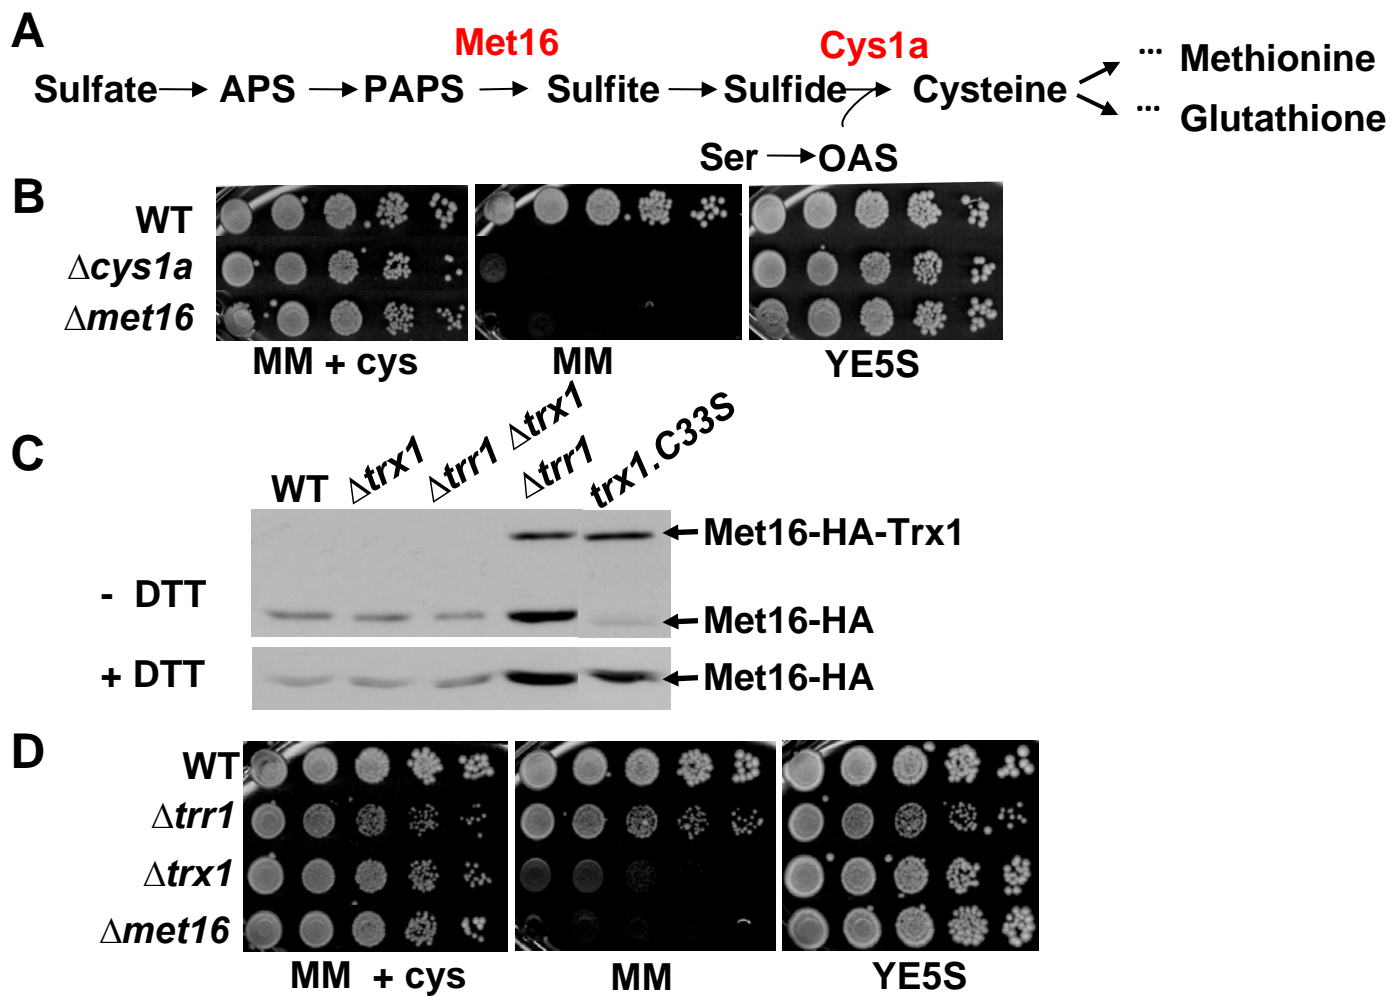 A
Met16
Cys1a
Sulfate APS PAPS Sulfite Sulfide Cysteine
... Methionine
... Glutathione
Ser OAS
B
WT
Δcys1a
Δmet16
MM + cys MM YE5S
C
WT Δtrx1 Δtrr1 Δtrx1 Δtrr1 trx1.C33S
Met16-HA-Trx1
- DTT
Met16-HA
+ DTT
Met16-HA
D
WT
Δtrr1
Δtrx1
Δmet16
MM + cys MM YE5S